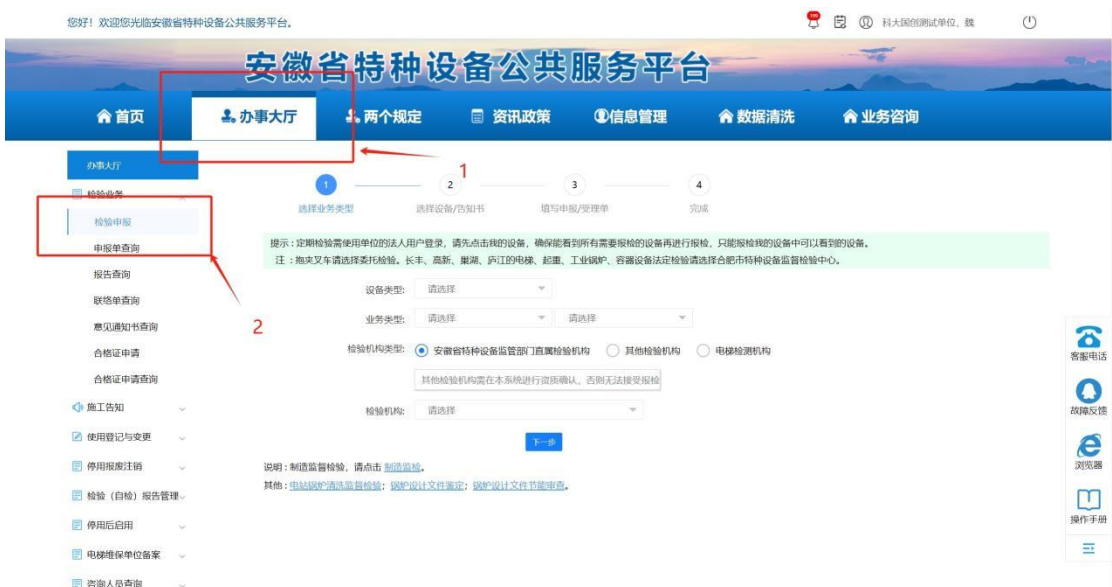 您好！欢迎您光临安徽省特种设备公共服务平台。
科大国创测试单位、魏
安徽省特种设备公共服务平台
首页 办事大厅 两个规定 资讯政策 信息管理 数据清洗 业务咨询
1
办事大厅
检验业务
检验申报
申报单查询
报告查询
联络单查询
意见通知书查询
合格证申请
合格证申请查询
施工告知
使用登记与变更
停用报废注销
检验（自检）报告管理
停用后启用
电梯维保单位备案
咨询人员查询
2
1 2 3 4
选择业务类型 选择设备/告知书 填写申报/受理单 完成
提示：定期检验需使用单位的法人用户登录，请先点击我的设备，确保能看到所有需要报检的设备再进行报检，只能报检我的设备中可以看到的设备。
注 ：抱夹叉车请选择委托检验。长丰、高新、巢湖、庐江的电梯、起重、工业锅炉、容器设备法定检验请选择合肥市特种设备监督检验中心。
设备类型: 请选择
业务类型: 请选择 请选择
检验机构类型: 安徽省特种设备监管部门直属检验机构 其他检验机构 电梯检测机构
其他检验机构需在本系统进行资质确认，否则无法接受报检
检验机构: 请选择
下一步
说明：制造监督检验，请点击 制造监检。
其他：电站锅炉清洗监督检验；锅炉设计文件鉴定；锅炉设计文件节能审查。
客服电话
故障反馈
浏览器
操作手册